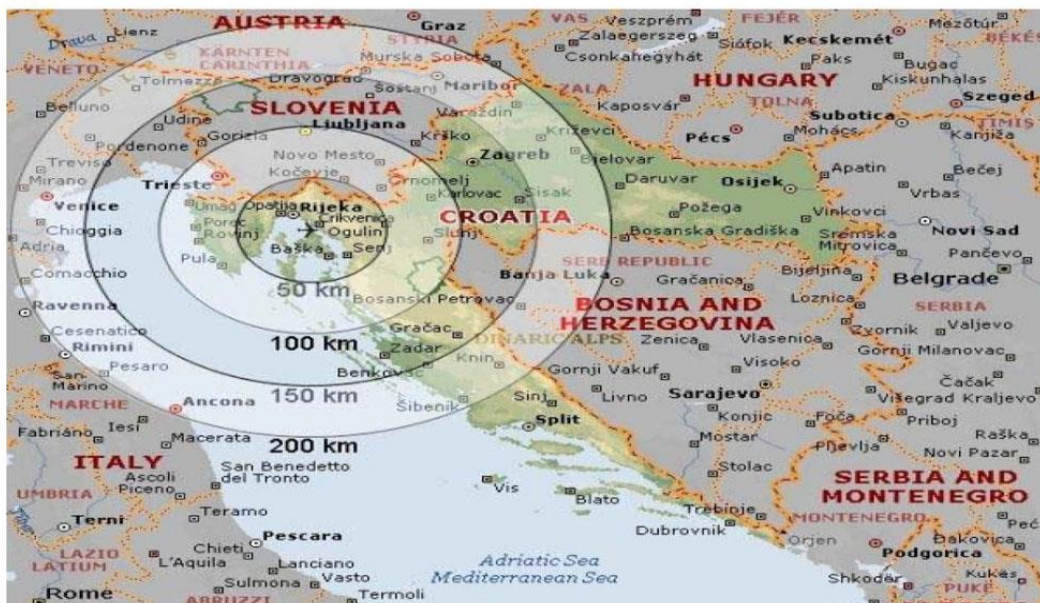 AUSTRIA
Graz
VAS
Veszprém
FEJÉR
Mezőtúr
Drava
Lienz
Zalaegerszeg
Siófok
Kecskemét
BÉKÉS
STYRIA
KÄRNTEN
CARINTHIA
Murska Sobota
Csonkahegyhát
Paks
Bugac
VENETO
Tolmezzo
Dravograd
Maribor
HUNGARY
Kiskunhalas
Belluno
SLOVENIA
Šoštanj
ZALA
Kaposvár
TOLNA
Szeged
Udine
Varaždin
Subotica
TIMIS
Pordenone
Gorizia
Ljubljana
Krško
Križevci
Pécs
Mohács
Kanjiža
Treviso
Novo Mesto
Zagreb
Bjelovar
Apatin
Bečej
Mirano
Trieste
Kočevje
Črnomelj
Sisak
Daruvar
Osijek
Vrbas
Venice
Umag
Opatija
Rijeka
Karlovac
Požega
Vinkovci
Chioggia
Poreč
Rovinj
Crikvenica
Ogulin
CROATIA
Slunj
Bosanska Gradiška
Sremska
Mitrovica
Novi Sad
Adria
Baška
Senj
Pančevo
Pula
Banja Luka
SERB REPUBLIC
Bijeljina
Belgrade
Comacchio
50 km
Gračanica
Ravenna
Bosanski Petrovac
BOSNIA AND
HERZEGOVINA
Loznica
SERBIA
Cesenatico
Gračac
Zvornik
Valjevo
Rimini
100 km
Zadar
DINARIC ALPS
Zenica
Vlasenica
Gornji Milanovac
Pesaro
Benkovac
Knin
Visoko
San
Marino
Gornji Vakuf
Čačak
MARCHE
Ancona
150 km
Šibenik
Sinj
Livno
Sarajevo
Višegrad
Kraljevo
Iesi
Split
Konjic
Foča
Priboj
Fabriano
Macerata
200 km
Mostar
Pljevlja
Raška
ITALY
Novi Pazar
Ascoli
Piceno
San Benedetto
del Tronto
Stolac
SERBIA AND
MONTENEGRO
UMBRIA
Vis
Blato
Teramo
Trebinje
MONTENEGRO
Terni
Dubrovnik
Peć
Pescara
Orjen
Đakovica
LAZIO
LATIUM
Chieti
Podgorica
L'Aquila
Lanciano
Adriatic Sea
Mediterranean Sea
Shkodër
Kukës
Sulmona
Vasto
Rome
ABRUZZI
Termoli
PUKË